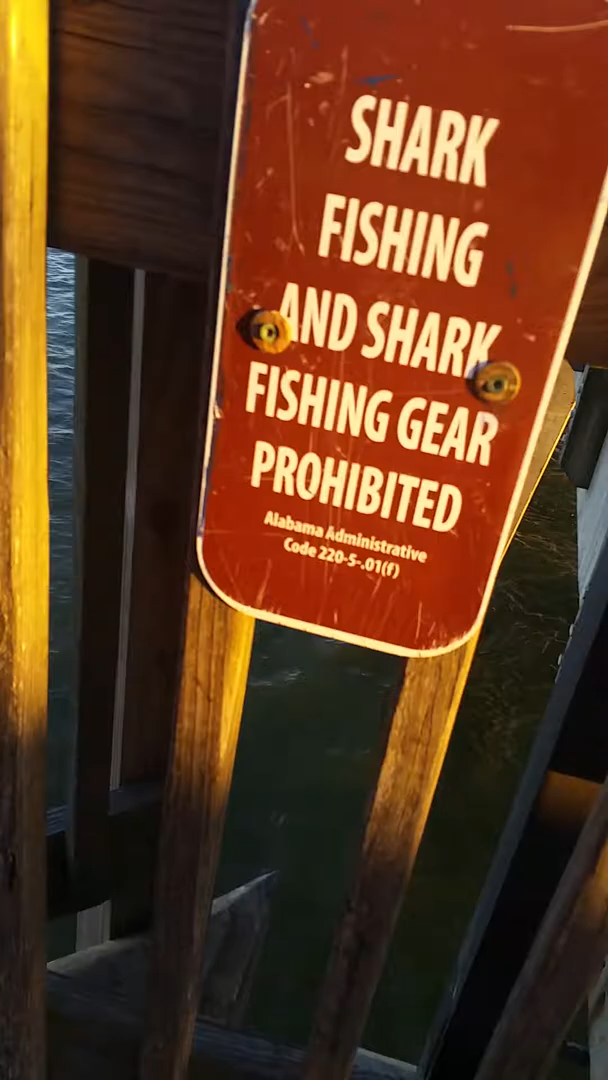 SHARK
FISHING
AND SHARK
FISHING GEAR
PROHIBITED
Alabama Administrative
Code 220-5-.01(f)